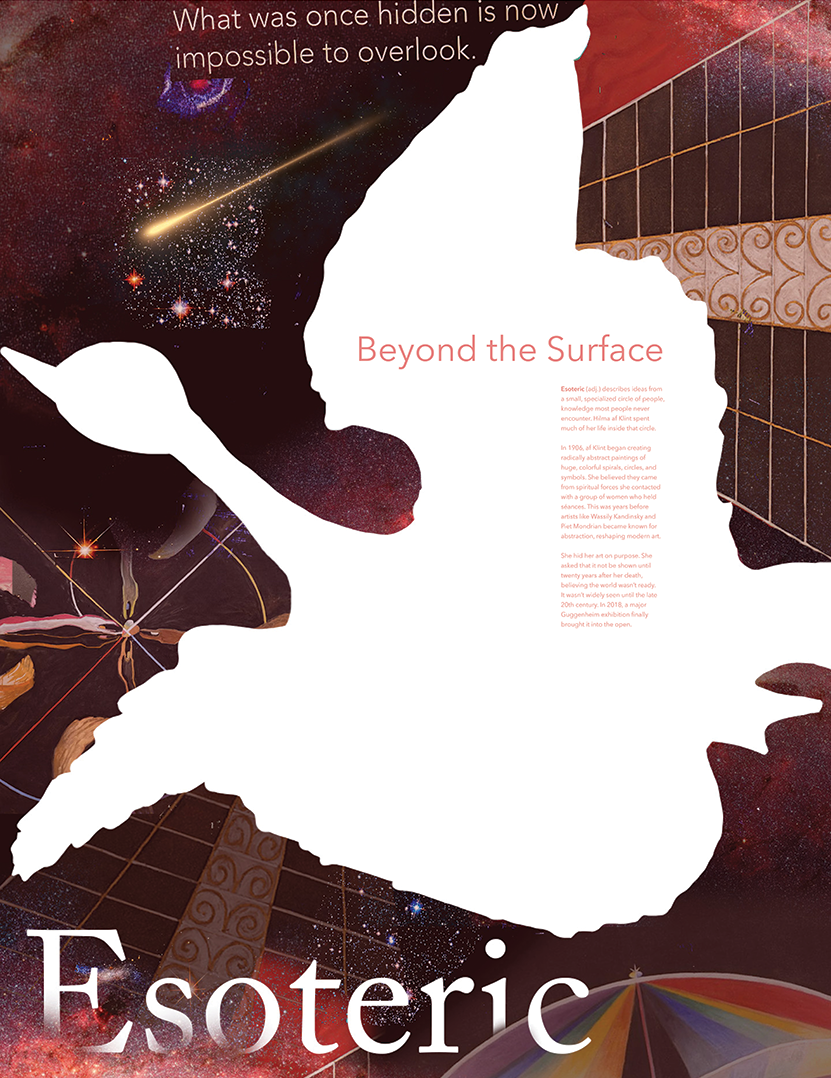 What was once hidden is now
impossible to overlook.
Beyond the Surface
Esoteric (adj.) describes ideas from
a small, specialized circle of people,
knowledge most people never
encounter. Hilma af Klint spent
much of her life inside that circle.
In 1906, af Klint began creating
radically abstract paintings of
huge, colorful spirals, circles, and
symbols. She believed they came
from spiritual forces she contacted
with a group of women who held
séances. This was years before
artists like Wassily Kandinsky and
Piet Mondrian became known for
abstraction, reshaping modern art.
She hid her art on purpose. She
asked that it not be shown until
twenty years after her death,
believing the world wasn't ready.
It wasn't widely seen until the late
20th century. In 2018, a major
Guggenheim exhibition finally
brought it into the open.
Esoteric